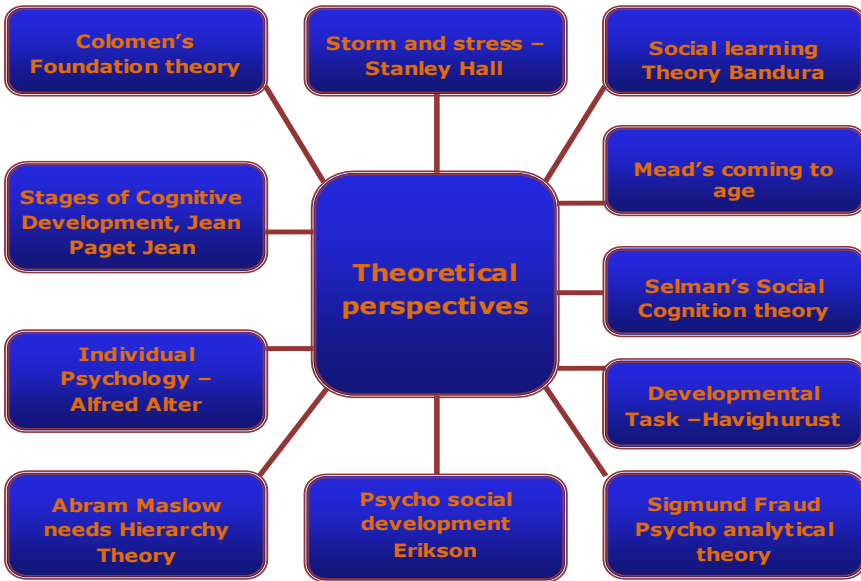 Colomen's
Foundation theory
Storm and stress –
Stanley Hall
Social learning
Theory Bandura
Mead's coming to
age
Stages of Cognitive
Development, Jean
Paget Jean
Theoretical
perspectives
Selman's Social
Cognition theory
Individual
Psychology –
Alfred Alter
Developmental
Task –Havighurust
Abram Maslow
needs Hierarchy
Theory
Psycho social
development
Erikson
Sigmund Fraud
Psycho analytical
theory